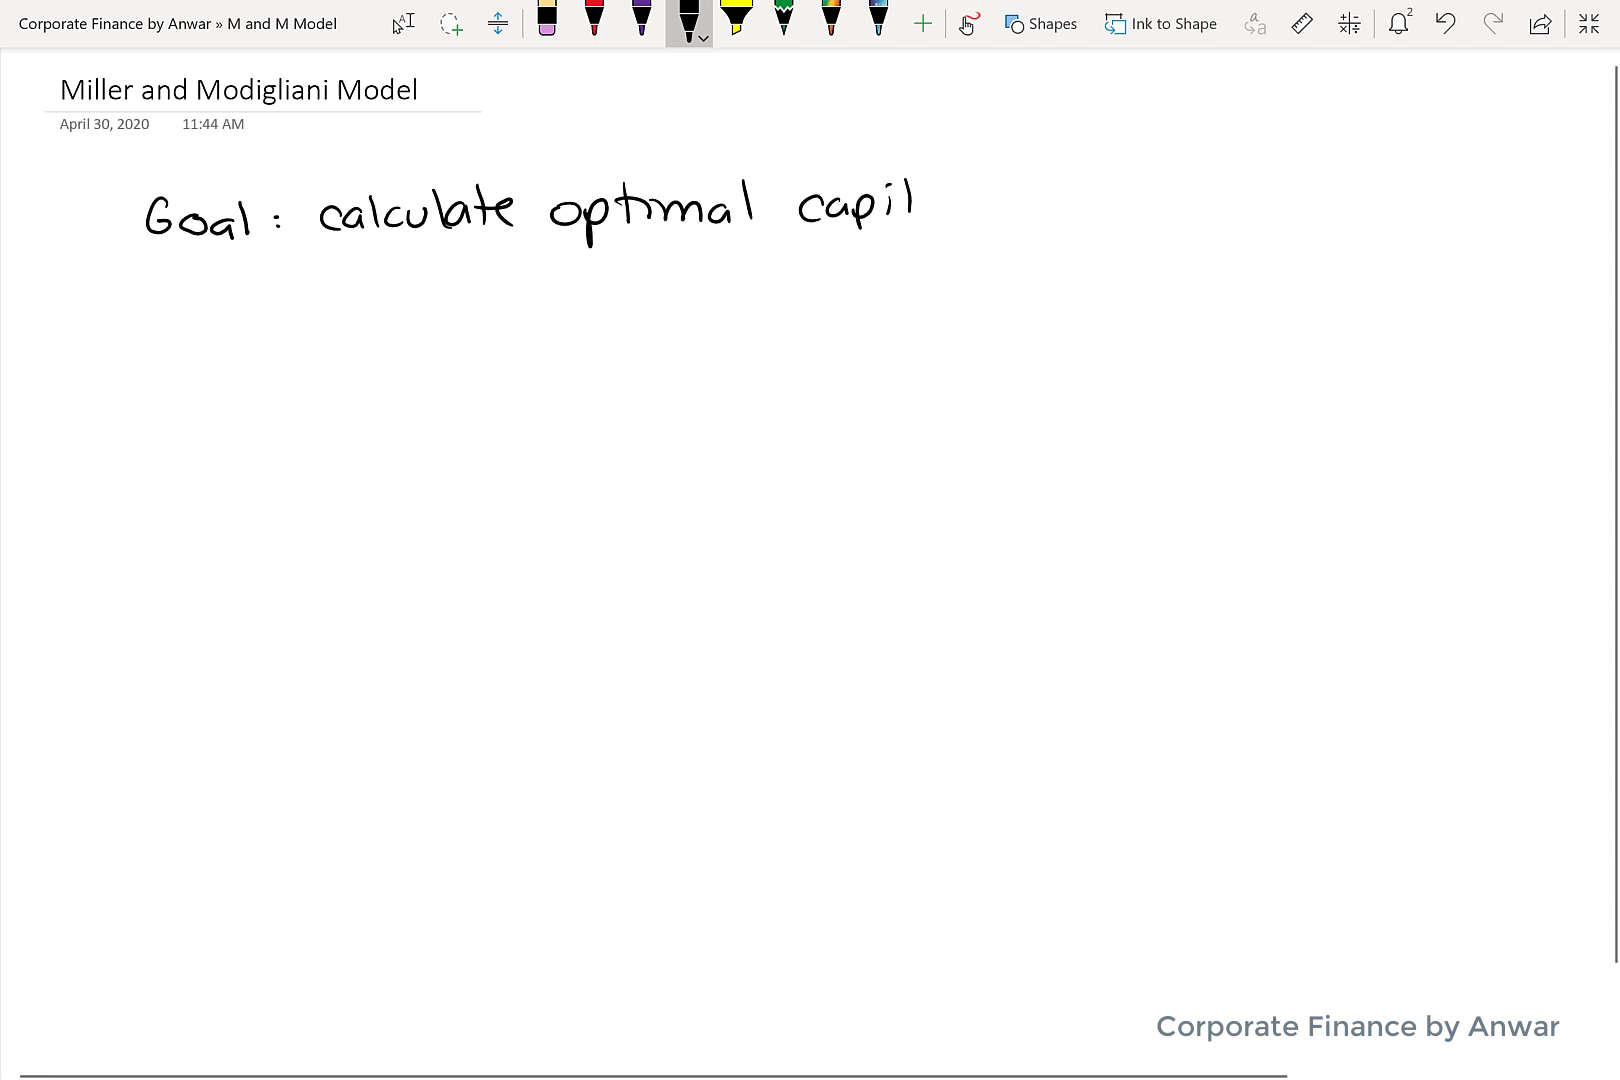 Corporate Finance by Anwar » M and M Model
Shapes
Ink to Shape
2
Miller and Modigliani Model
April 30, 2020 11:44 AM
Goal: calculate optimal capil
Corporate Finance by Anwar